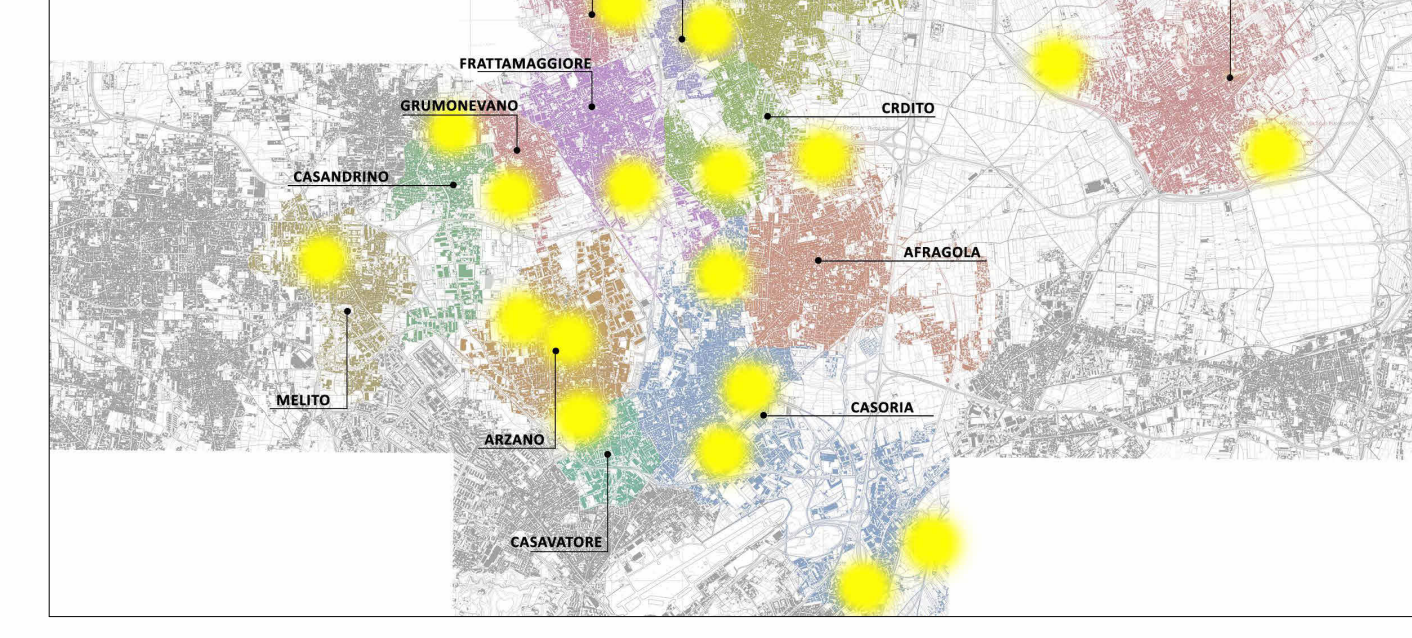 FRATTAMAGGIORE
GRUMONEVANO
CRDITO
CASANDRINO
AFRAGOLA
MELITO
CASORIA
ARZANO
CASAVATORE